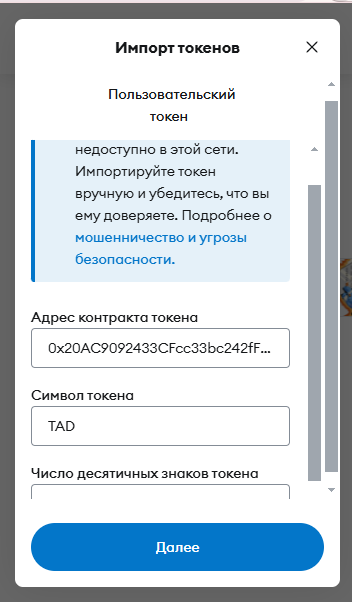 Импорт токенов
Пользовательский
токен
недоступно в этой сети.
Импортируйте токен
вручную и убедитесь, что вы
ему доверяете. Подробнее о
мошенничество и угрозы
безопасности.
Адрес контракта токена
0x20AC9092433CFcc33bc242fF...
Символ токена
TAD
Число десятичных знаков токена
Далее